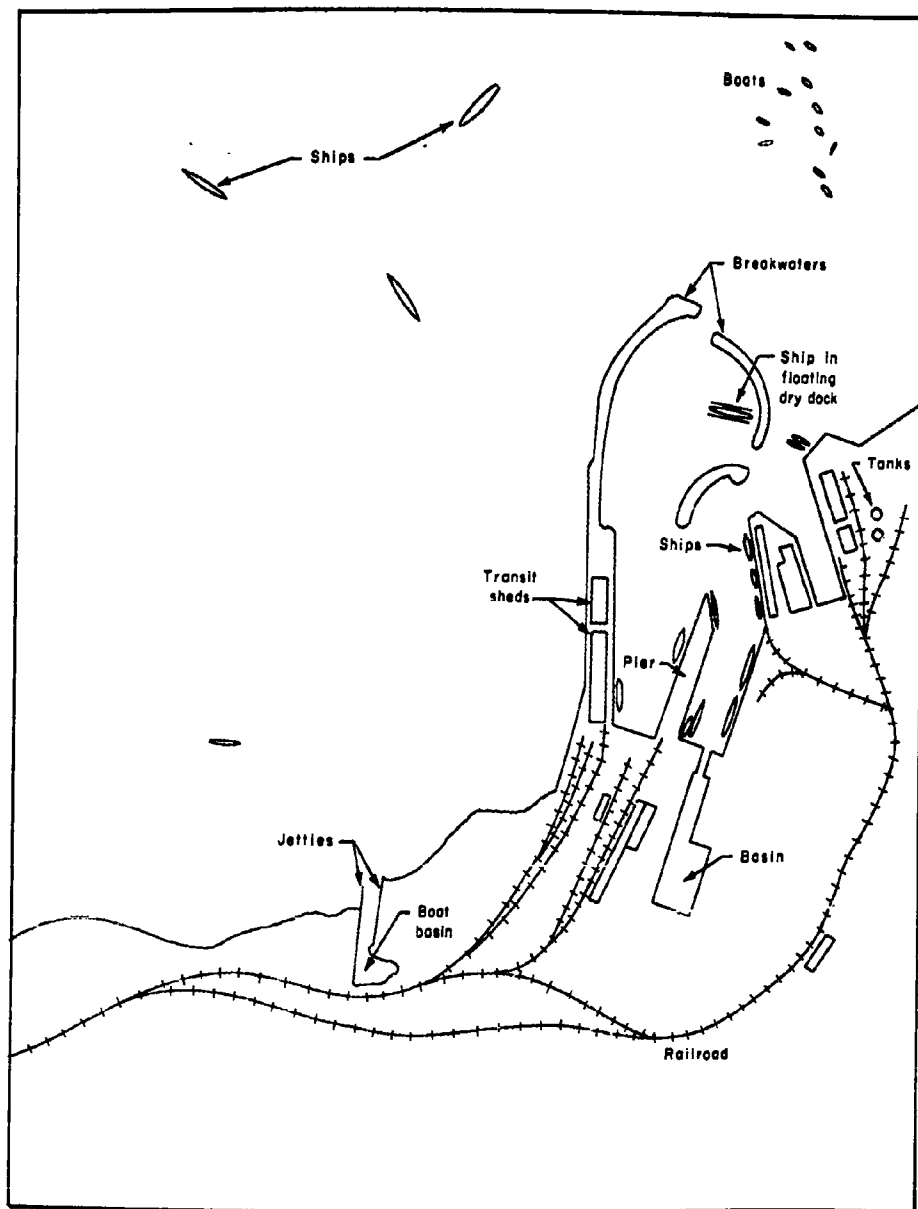 Boats
Ships
Breakwaters
Ship in
floating
dry dock
Tanks
Ships
Transit
sheds
Pier
Jetties
Boat
basin
Basin
Railroad